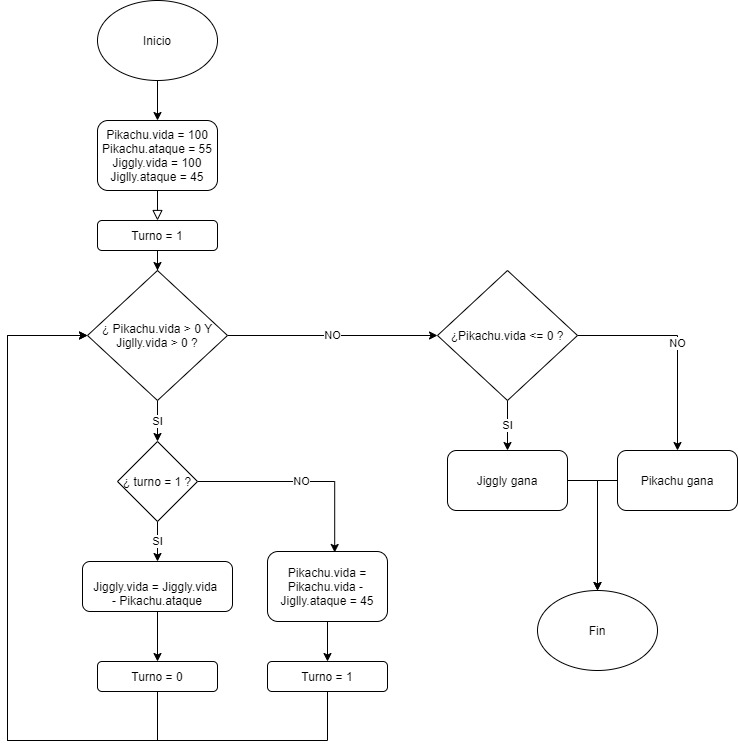 Inicio
Pikachu.vida = 100
Pikachu.ataque = 55
Jiggly.vida = 100
Jiglly.ataque = 45
Turno = 1
¿ Pikachu.vida > 0 Y
Jiglly.vida > 0 ?
NO
¿Pikachu.vida <= 0 ?
NO
SI
SI
Jiggly gana
Pikachu gana
¿ turno = 1 ?
NO
SI
Jiggly.vida = Jiggly.vida
- Pikachu.ataque
Pikachu.vida =
Pikachu.vida -
Jiglly.ataque = 45
Fin
Turno = 0
Turno = 1